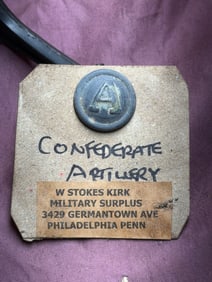 A
CONFEDERATE
ARTILLERY
W STOKES KIRK
MILITARY SURPLUS
3429 GERMANTOWN AVE
PHILADELPHIA PENN